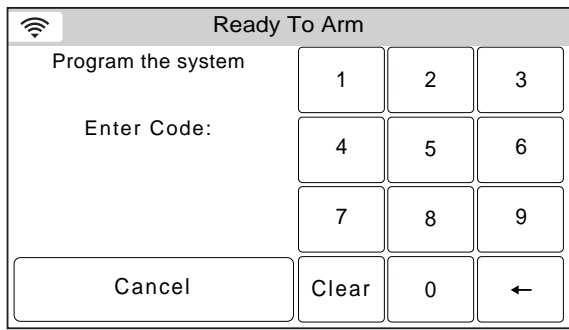 Ready To Arm
Program the system
Enter Code:
1 2 3
4 5 6
7 8 9
Cancel Clear 0 ←